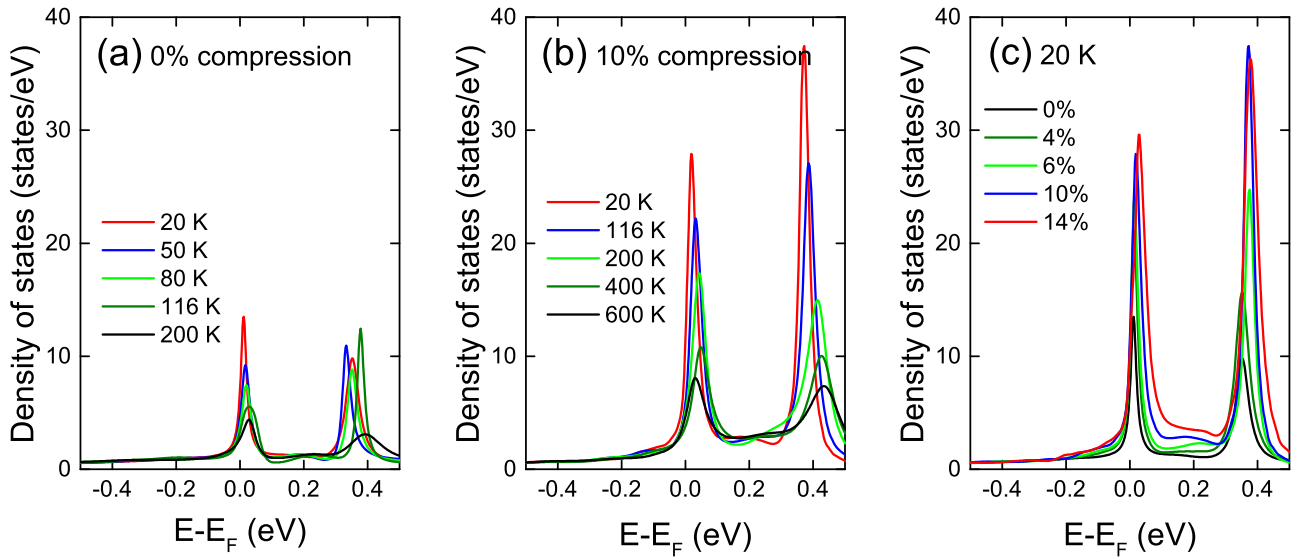 (a) 0% compression
Density of states (states/eV)
40
30
20
10
0
20 K
50 K
80 K
116 K
200 K
-0.4 -0.2 0.0 0.2 0.4
E-EF (eV)
(b) 10% compression
Density of states (states/eV)
40
30
20
10
0
20 K
116 K
200 K
400 K
600 K
-0.4 -0.2 0.0 0.2 0.4
E-EF (eV)
(c) 20 K
Density of states (states/eV)
40
30
20
10
0
0%
4%
6%
10%
14%
-0.4 -0.2 0.0 0.2 0.4
E-EF (eV)